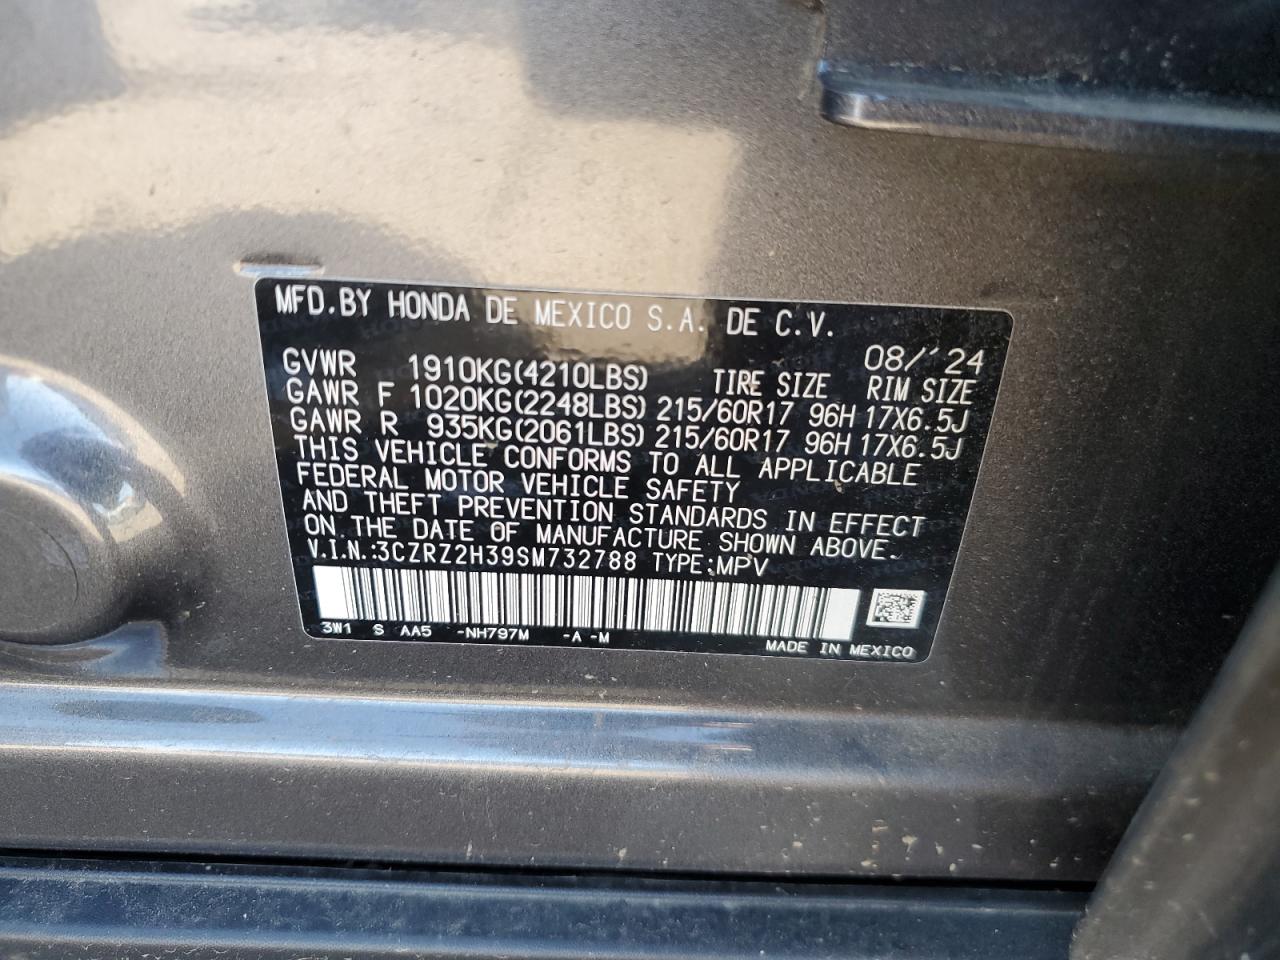 MFD.BY HONDA DE MEXICO S.A. DE C.V.
08/'24
GVWR 1910KG(4210LBS) TIRE SIZE RIM SIZE
GAWR F 1020KG(2248LBS) 215/60R17 96H 17X6.5J
GAWR R 935KG(2061LBS) 215/60R17 96H 17X6.5J
THIS VEHICLE CONFORMS TO ALL APPLICABLE
FEDERAL MOTOR VEHICLE SAFETY
AND THEFT PREVENTION STANDARDS IN EFFECT
ON THE DATE OF MANUFACTURE SHOWN ABOVE.
V.I.N.:3CZRZ2H39SM732788 TYPE:MPV
3W1 S AA5 -NH797M -A -M
MADE IN MEXICO